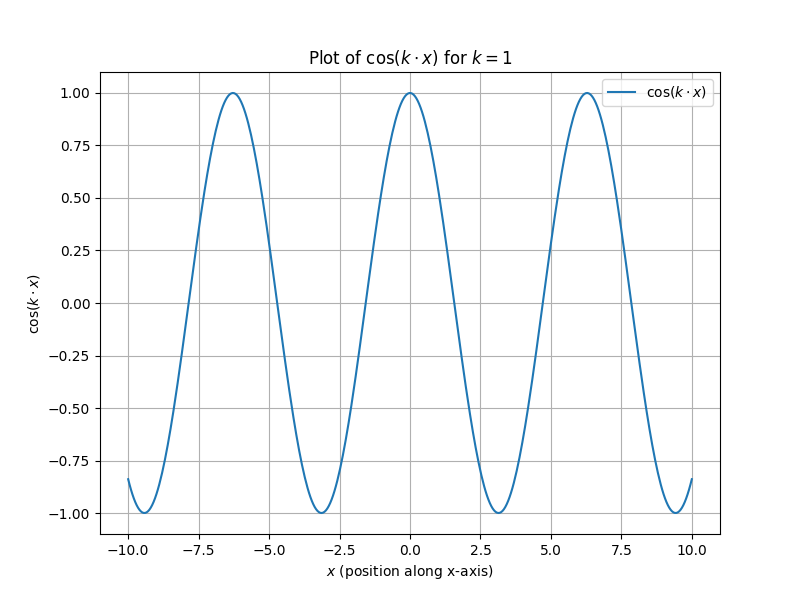 Plot of cos(k · x) for k = 1
cos(k · x)
1.00
0.75
0.50
0.25
0.00
−0.25
−0.50
−0.75
−1.00
cos(k · x)
−10.0 −7.5 −5.0 −2.5 0.0 2.5 5.0 7.5 10.0
x (position along x-axis)